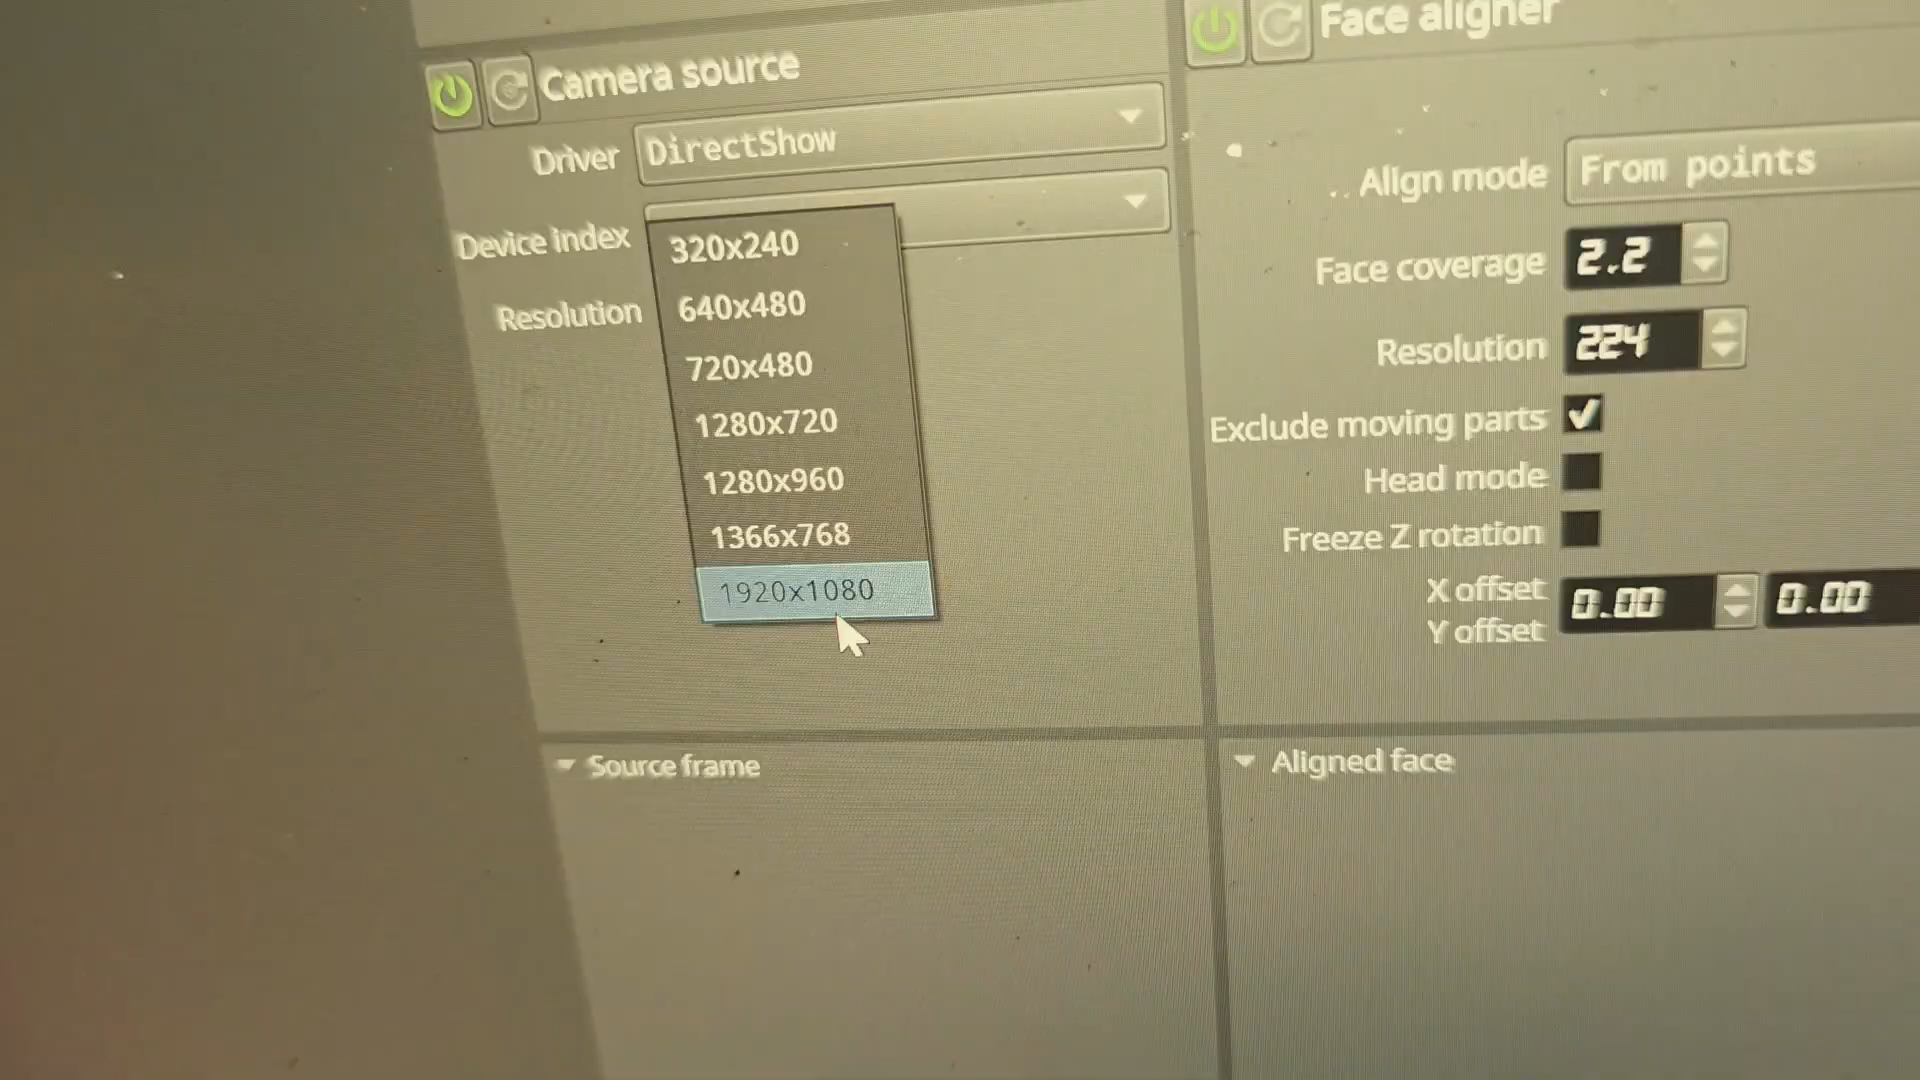 Camera source
Driver DirectShow
Device index
Resolution
320x240
640x480
720x480
1280x720
1280x960
1366x768
1920x1080
Source frame
Face aligner
Align mode From points
Face coverage 2.2
Resolution 224
Exclude moving parts
Head mode
Freeze Z rotation
X offset
Y offset
0.00 0.00
Aligned face